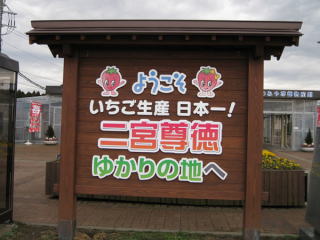 ようこそ
いちご生産 日本一!
二宮尊徳
ゆかりの地へ